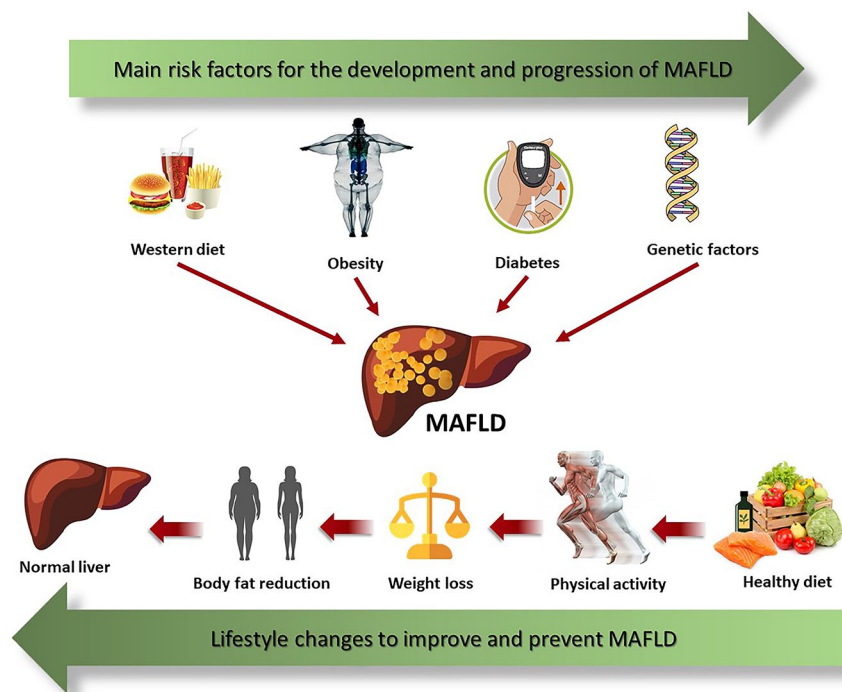 Main risk factors for the development and progression of MAFLD
Western diet
Obesity
Diabetes
Genetic factors
MAFLD
Normal liver
Body fat reduction
Weight loss
Physical activity
Healthy diet
Lifestyle changes to improve and prevent MAFLD